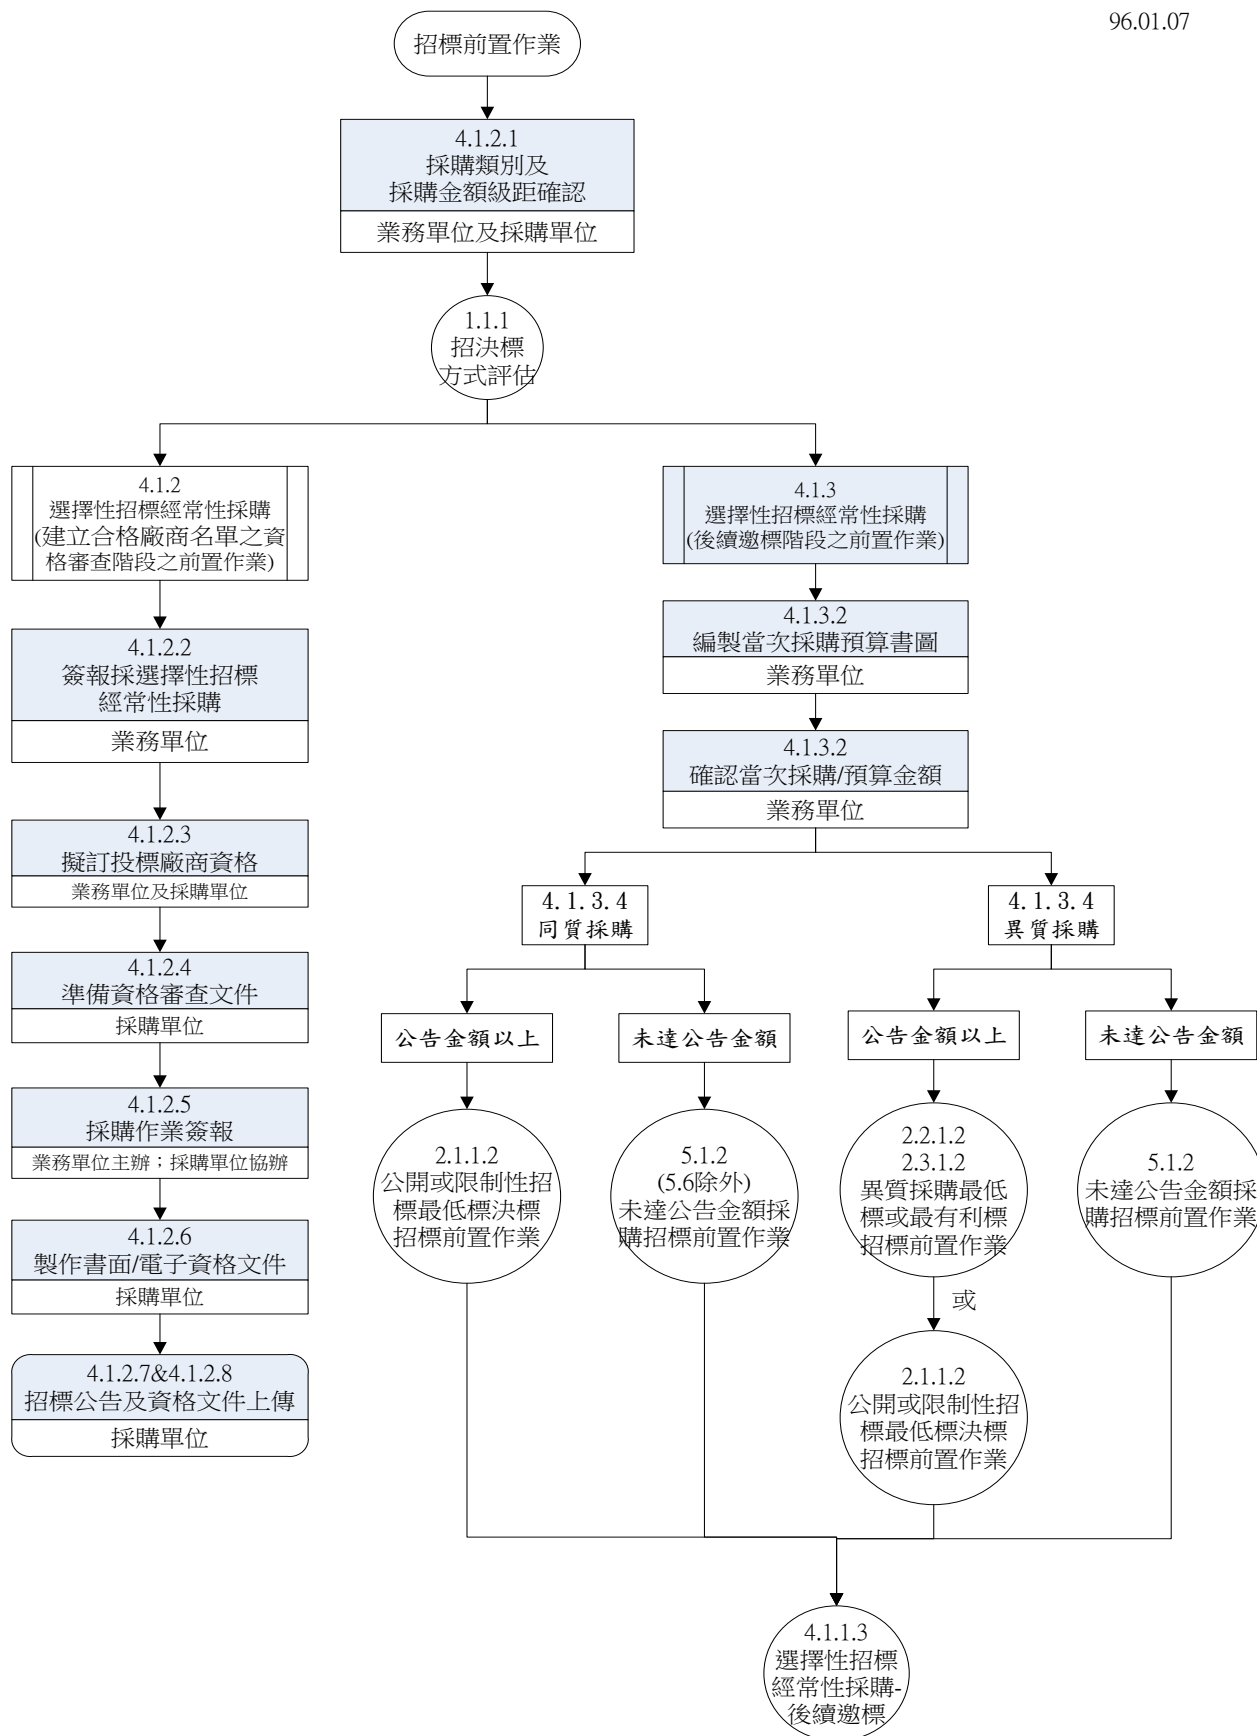 96.01.07
招標前置作業
4.1.2.1
採購類別及
採購金額級距確認
業務單位及採購單位
1.1.1
招決標
方式評估
4.1.2
選擇性招標經常性採購
(建立合格廠商名單之資
格審查階段之前置作業)
4.1.2.2
簽報採選擇性招標
經常性採購
業務單位
4.1.2.3
擬訂投標廠商資格
業務單位及採購單位
4.1.2.4
準備資格審查文件
採購單位
4.1.2.5
採購作業簽報
業務單位主辦；採購單位協辦
4.1.2.6
製作書面/電子資格文件
採購單位
4.1.2.7&4.1.2.8
招標公告及資格文件上傳
採購單位
4.1.3
選擇性招標經常性採購
(後續邀標階段之前置作業)
4.1.3.2
編製當次採購預算書圖
業務單位
4.1.3.2
確認當次採購/預算金額
業務單位
4.1.3.4
同質採購
4.1.3.4
異質採購
公告金額以上
未達公告金額
公告金額以上
未達公告金額
2.1.1.2
公開或限制性招
標最低標決標
招標前置作業
5.1.2
(5.6除外)
未達公告金額採
購招標前置作業
2.2.1.2
2.3.1.2
異質採購最低
標或最有利標
招標前置作業
5.1.2
未達公告金額採
購招標前置作業
或
2.1.1.2
公開或限制性招
標最低標決標
招標前置作業
4.1.1.3
選擇性招標
經常性採購-
後續邀標